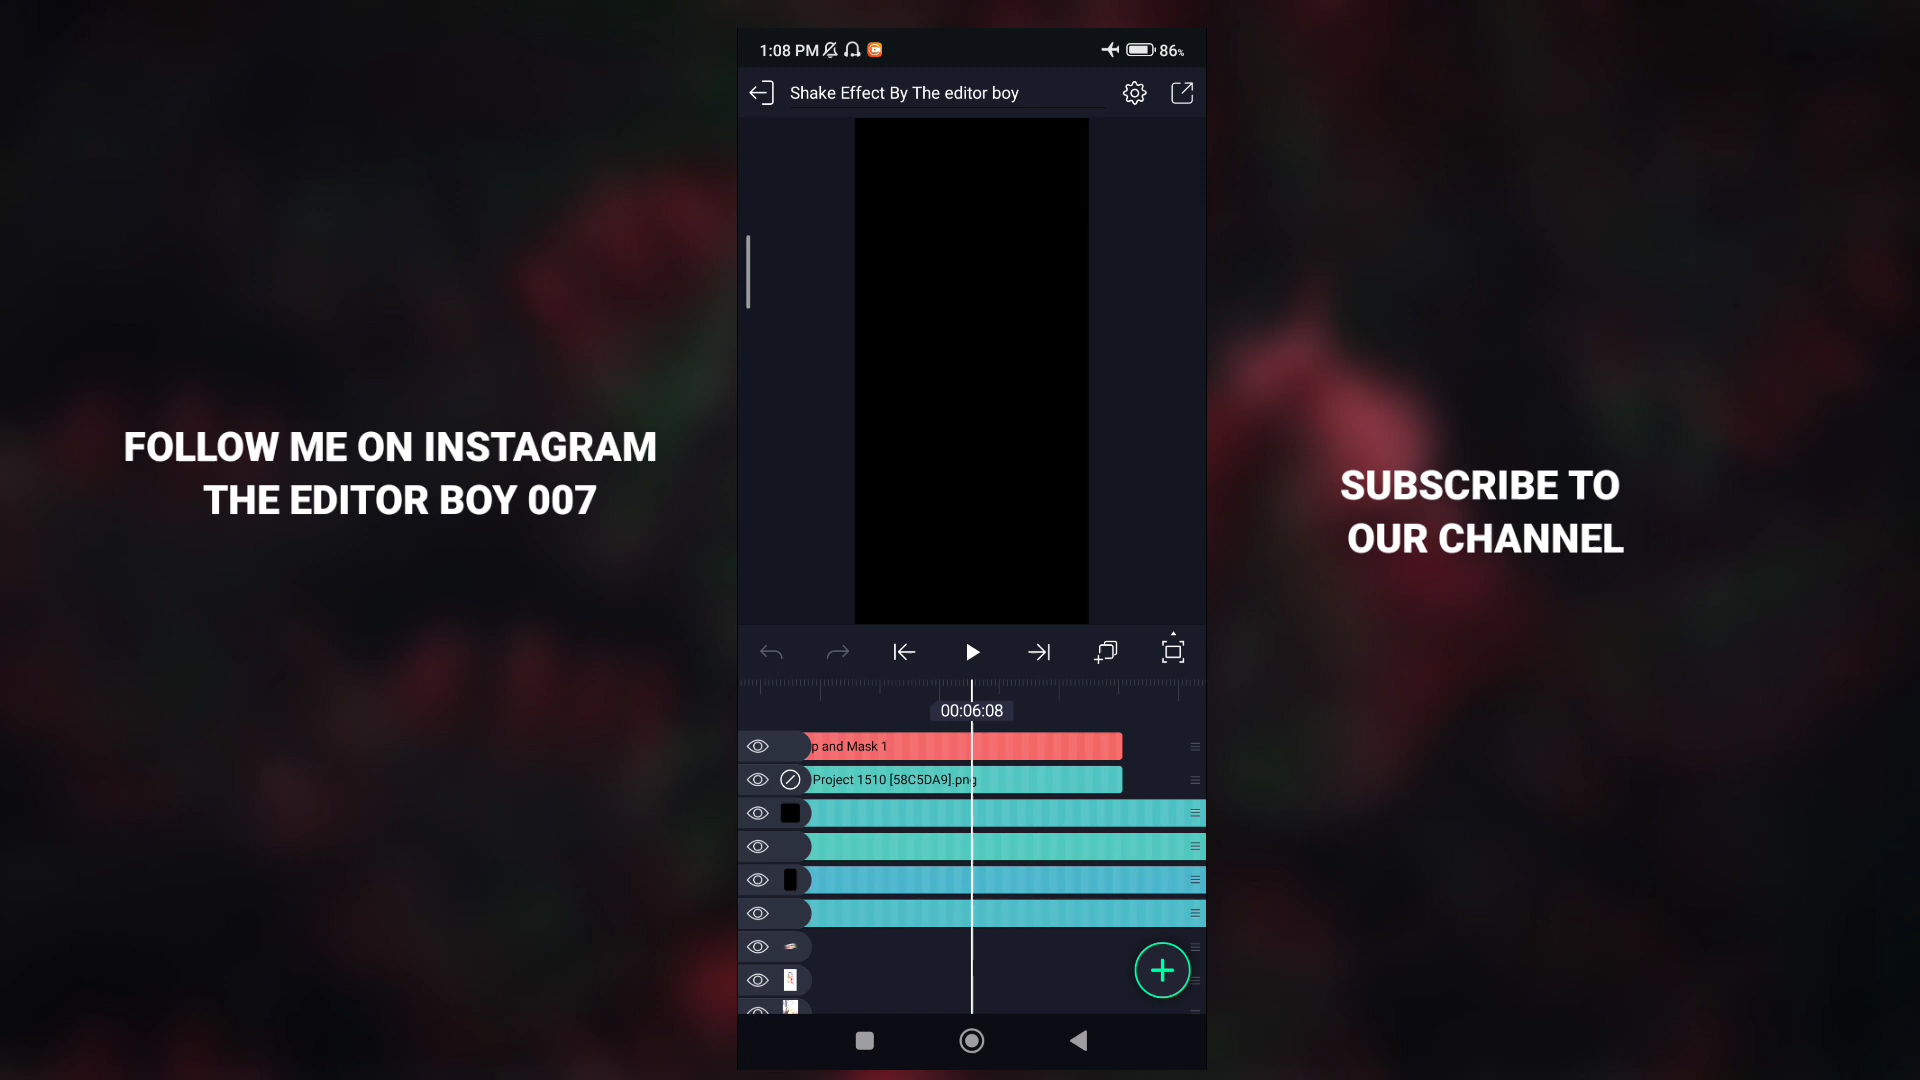 1:08 PM
86%
Shake Effect By The editor boy
FOLLOW ME ON INSTAGRAM
THE EDITOR BOY 007
SUBSCRIBE TO
OUR CHANNEL
00:06:08
p and Mask 1
Project 1510 [58C5DA9].png